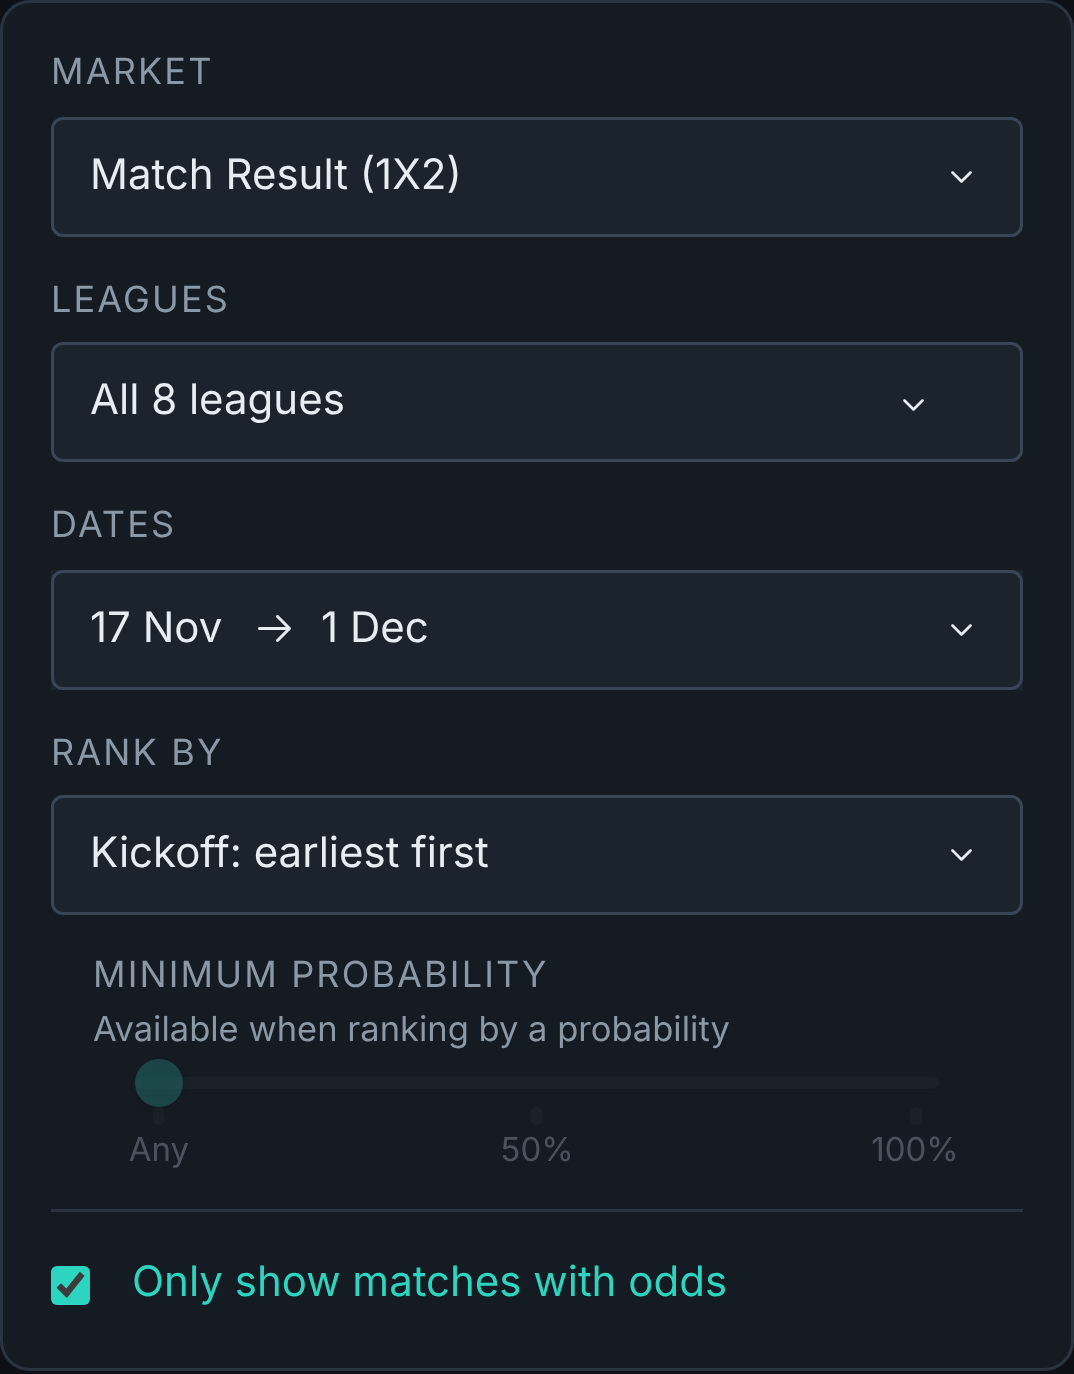 MARKET
Match Result (1X2)
LEAGUES
All 8 leagues
DATES
17 Nov → 1 Dec
RANK BY
Kickoff: earliest first
MINIMUM PROBABILITY
Available when ranking by a probability
Any 50% 100%
Only show matches with odds